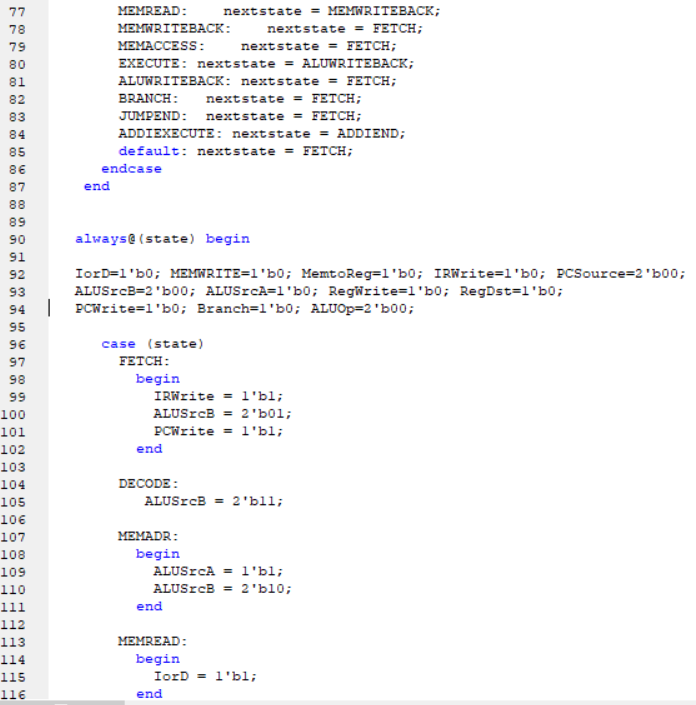 77 MEMREAD: nextstate = MEMWRITEBACK;
78 MEMWRITEBACK: nextstate = FETCH;
79 MEMACCESS: nextstate = FETCH;
80 EXECUTE: nextstate = ALUWRITEBACK;
81 ALUWRITEBACK: nextstate = FETCH;
82 BRANCH: nextstate = FETCH;
83 JUMPEND: nextstate = FETCH;
84 ADDIEXECUTE: nextstate = ADDIEND;
85 default: nextstate = FETCH;
86 endcase
87 end
88
89
90 always@(state) begin
91
92 IorD=1'b0; MEMWRITE=1'b0; MemtoReg=1'b0; IRWrite=1'b0; PCSource=2'b00;
93 ALUSrcB=2'b00; ALUSrcA=1'b0; RegWrite=1'b0; RegDst=1'b0;
94 PCWrite=1'b0; Branch=1'b0; ALUOp=2'b00;
95
96 case (state)
97 FETCH:
98 begin
99 IRWrite = 1'b1;
100 ALUSrcB = 2'b01;
101 PCWrite = 1'b1;
102 end
103
104 DECODE:
105 ALUSrcB = 2'b11;
106
107 MEMADR:
108 begin
109 ALUSrcA = 1'b1;
110 ALUSrcB = 2'b10;
111 end
112
113 MEMREAD:
114 begin
115 IorD = 1'b1;
116 end